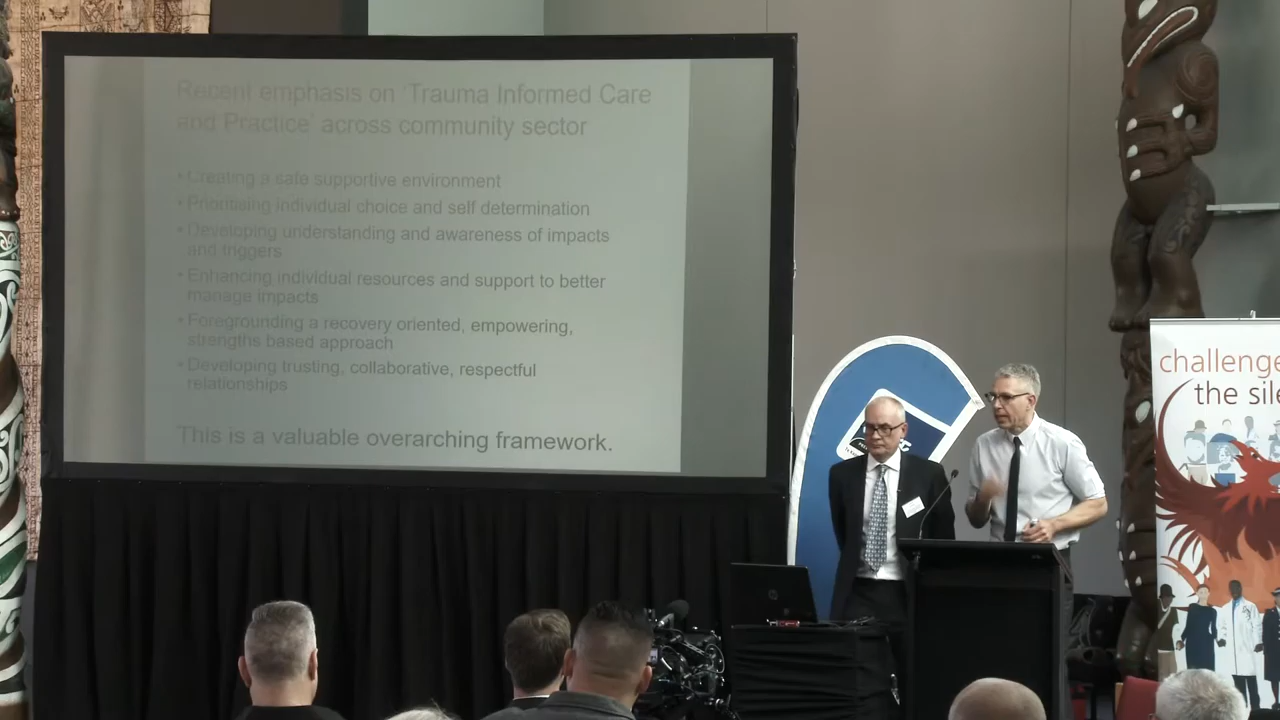 Recent emphasis on 'Trauma Informed Care
and Practice' across community sector
• Creating a safe supportive environment
• Prioritising individual choice and self determination
• Developing understanding and awareness of impacts
and triggers
• Enhancing individual resources and support to better
manage impacts
• Foregrounding a recovery oriented, empowering,
strengths based approach
• Developing trusting, collaborative, respectful
relationships
This is a valuable overarching framework.
challenge
the sile